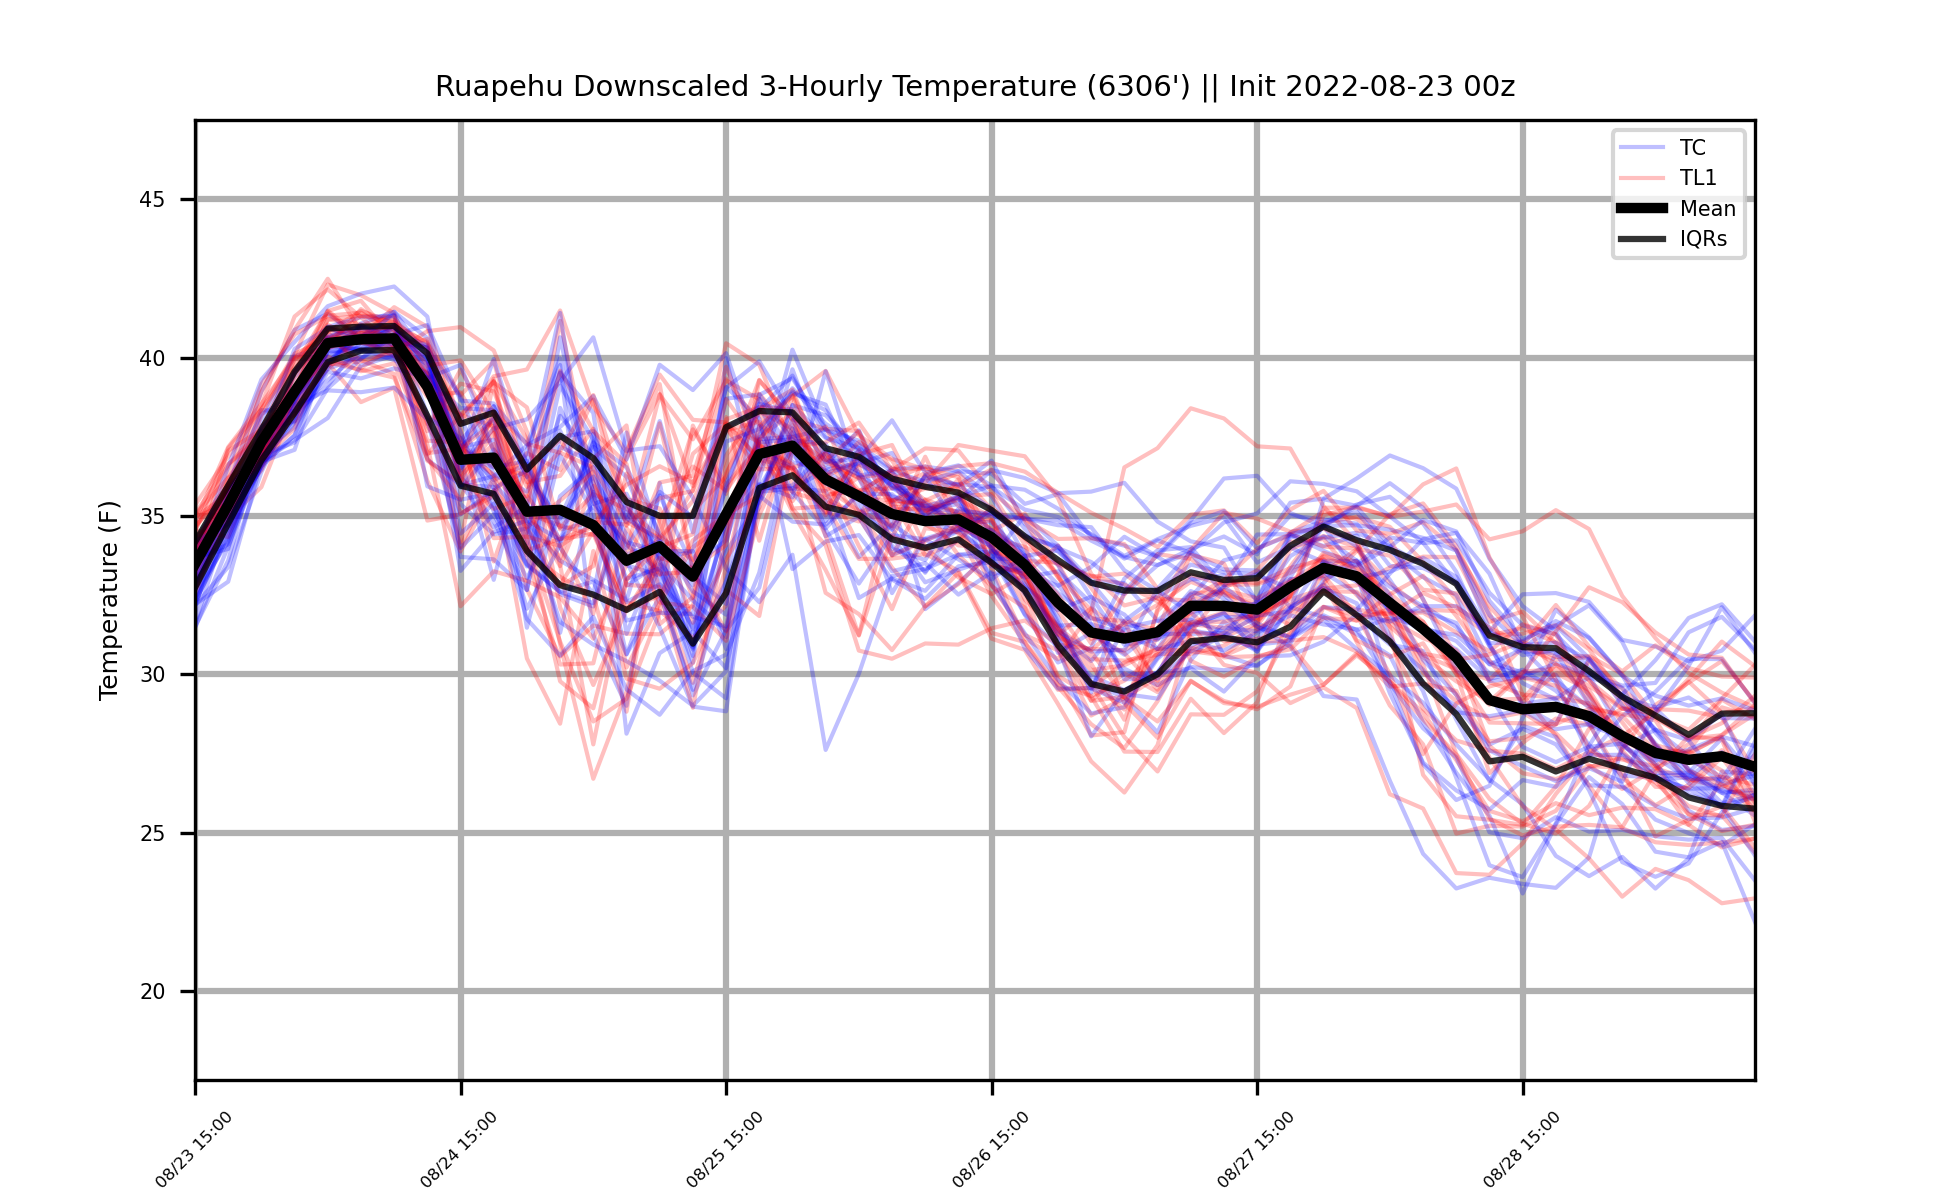 Ruapehu Downscaled 3-Hourly Temperature (6306') || Init 2022-08-23 00z
TC
TL1
Mean
IQRs
Temperature (F)
45
40
35
30
25
20
08/23 15:00
08/24 15:00
08/25 15:00
08/26 15:00
08/27 15:00
08/28 15:00